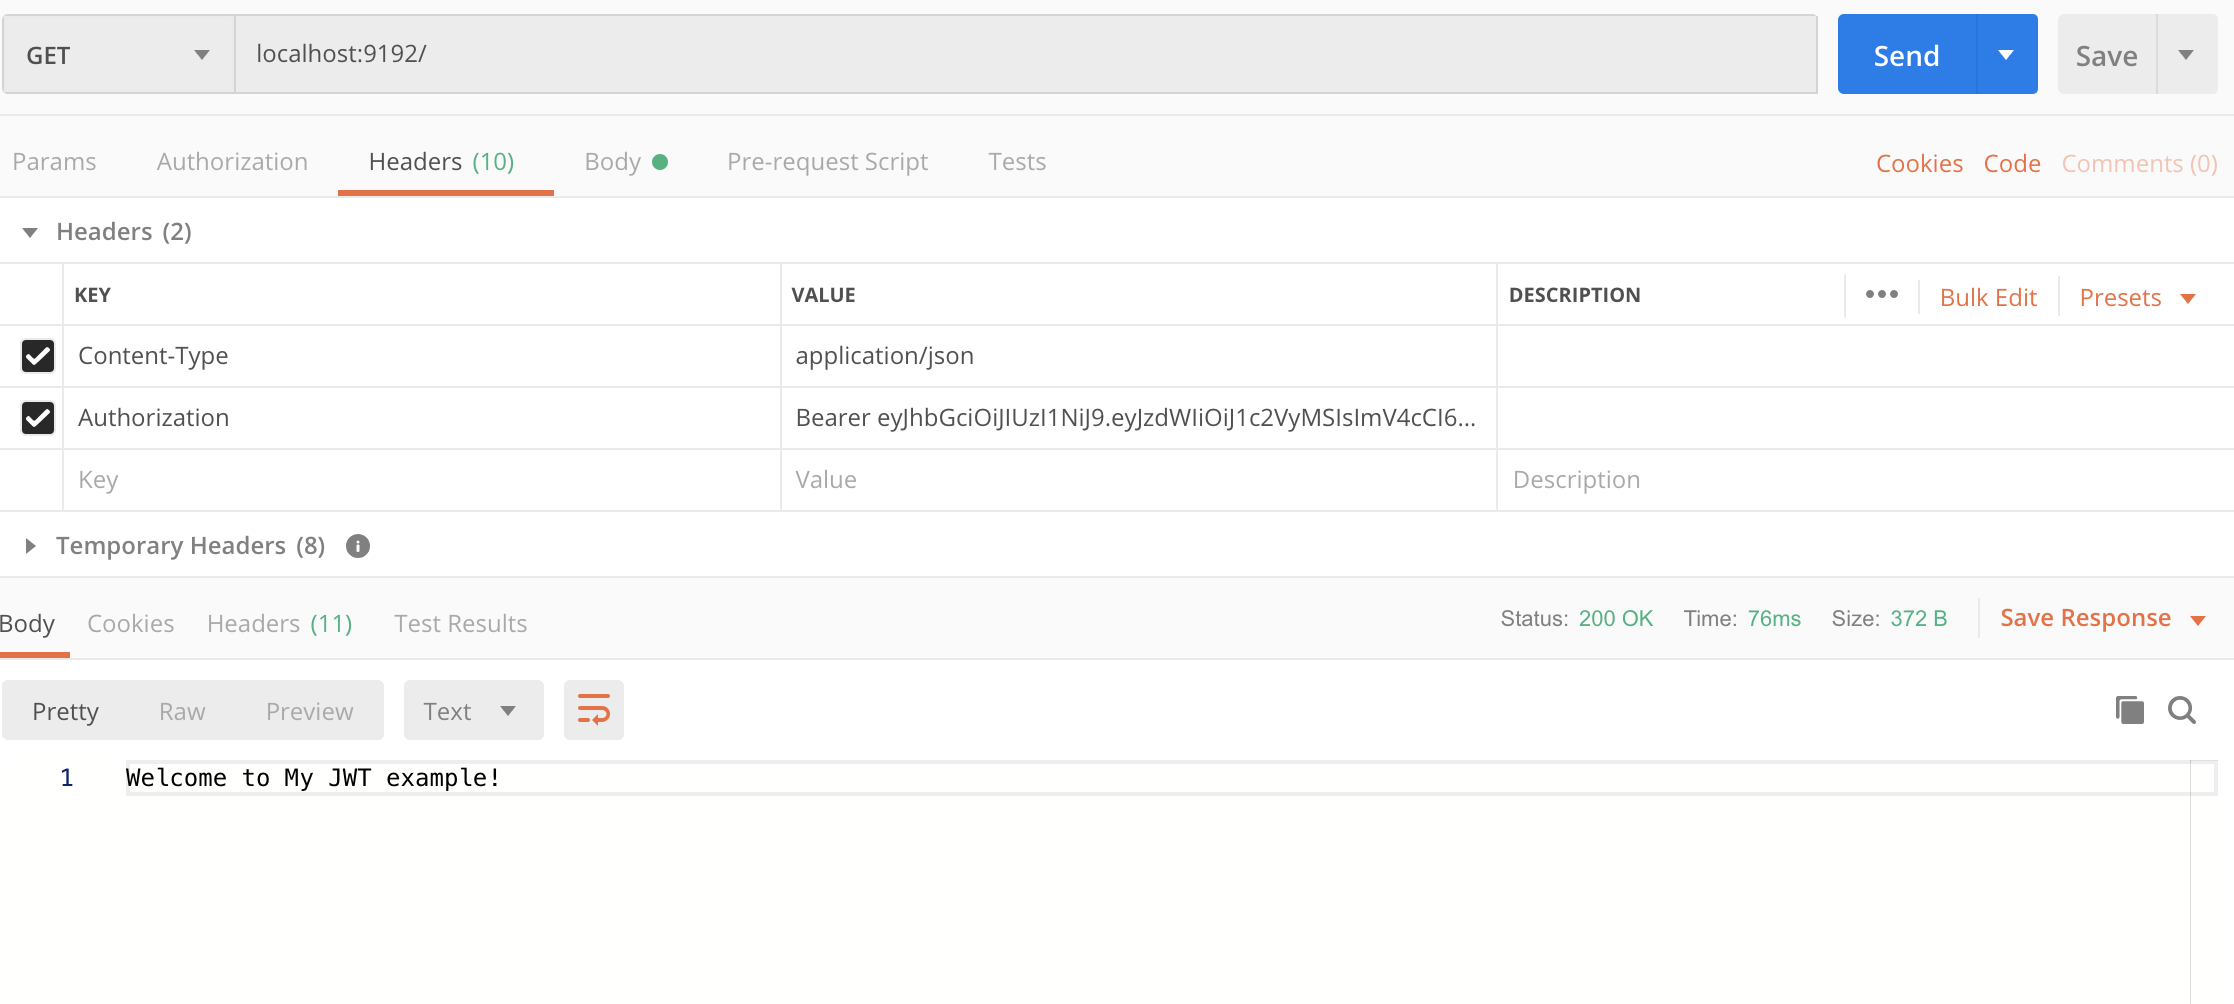 GET localhost:9192/ Send Save
Params Authorization Headers (10) Body Pre-request Script Tests Cookies Code Comments (0)
Headers (2)
KEY VALUE DESCRIPTION ••• Bulk Edit Presets
Content-Type application/json
Authorization Bearer eyJhbGciOiJIUzI1NiJ9.eyJzdWIiOiJ1c2VyMSIsImV4cCI6...
Key Value Description
Temporary Headers (8) i
Body Cookies Headers (11) Test Results Status: 200 OK Time: 76ms Size: 372 B Save Response
Pretty Raw Preview Text
1 Welcome to My JWT example!